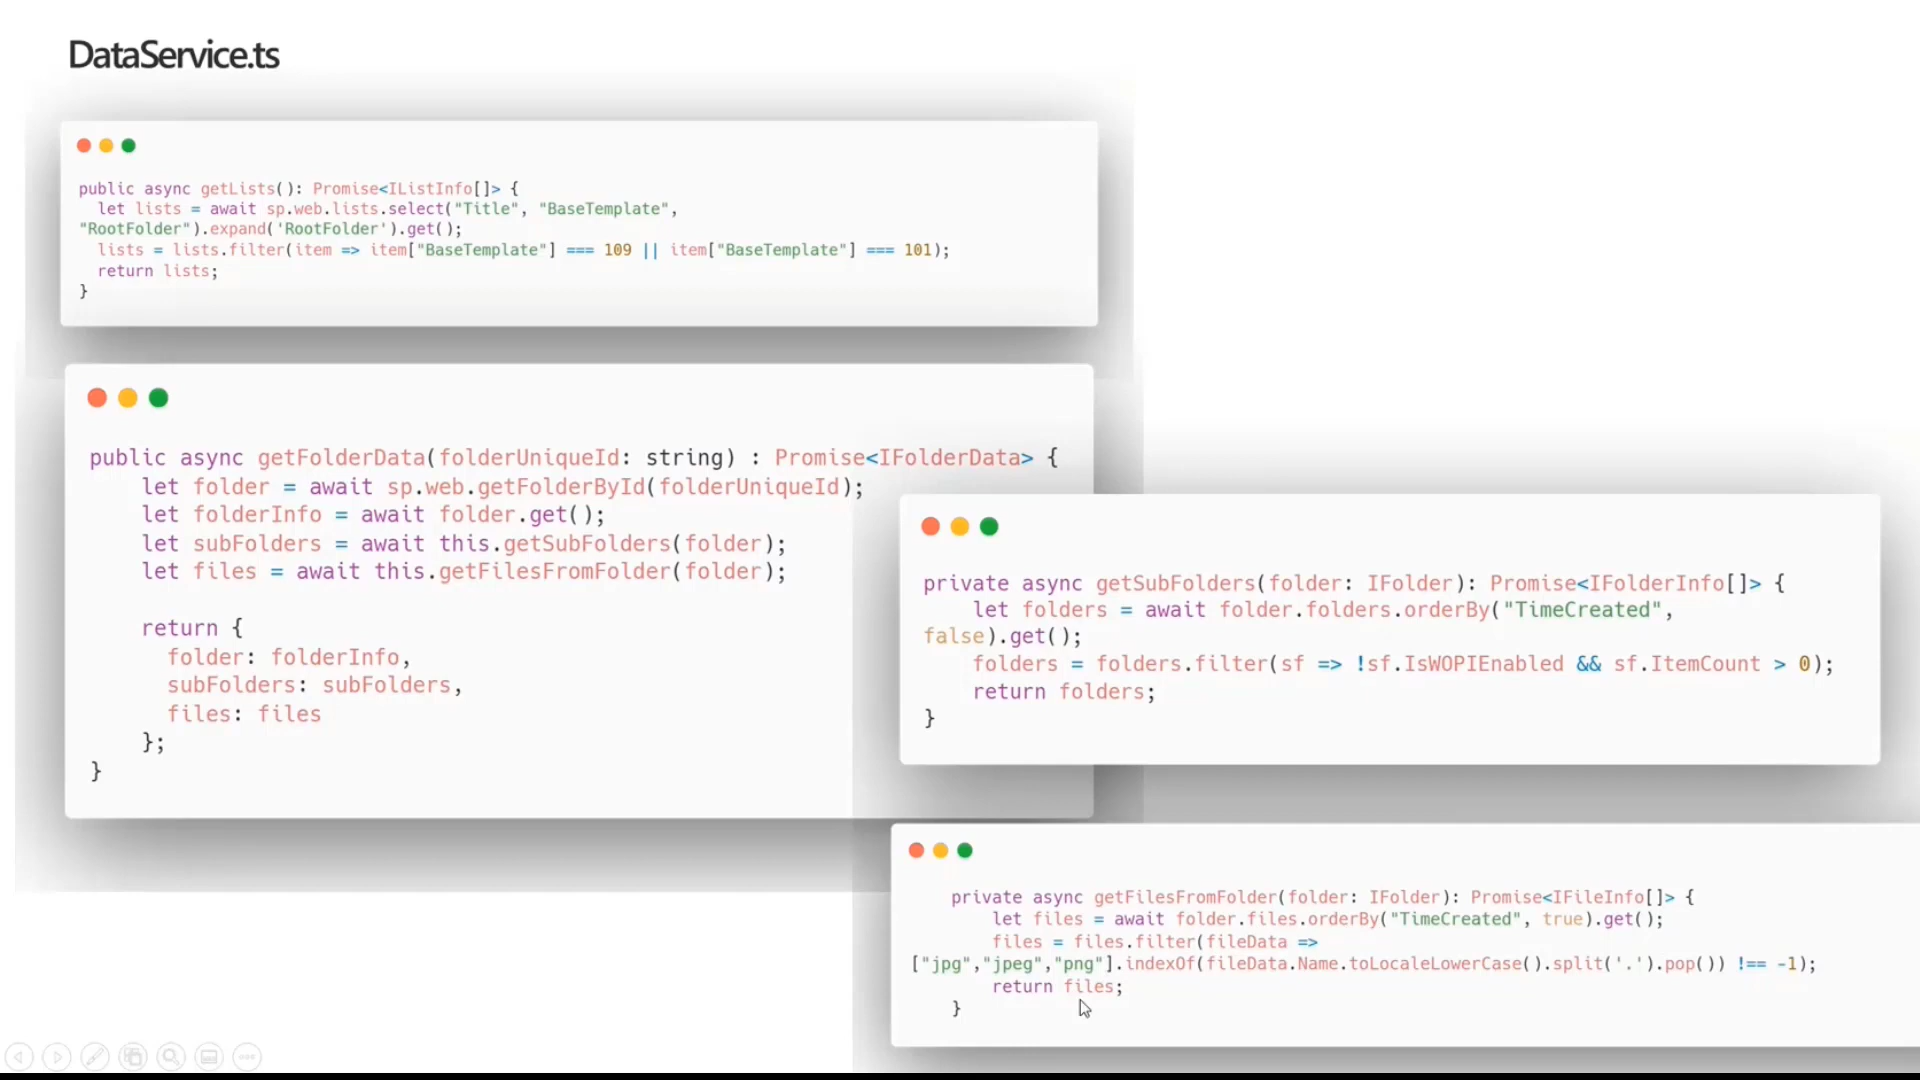 DataService.ts
public async getLists(): Promise<IListInfo[]> {
let lists = await sp.web.lists.select("Title", "BaseTemplate",
"RootFolder").expand('RootFolder').get();
lists = lists.filter(item => item["BaseTemplate"] === 109 || item["BaseTemplate"] === 101);
return lists;
}
public async getFolderData(folderUniqueId: string) : Promise<IFolderData> {
let folder = await sp.web.getFolderById(folderUniqueId);
let folderInfo = await folder.get();
let subFolders = await this.getSubFolders(folder);
let files = await this.getFilesFromFolder(folder);
return {
folder: folderInfo,
subFolders: subFolders,
files: files
};
}
private async getSubFolders(folder: IFolder): Promise<IFolderInfo[]> {
let folders = await folder.folders.orderBy("TimeCreated",
false).get();
folders = folders.filter(sf => !sf.IsWOPIEnabled && sf.ItemCount > 0);
return folders;
}
private async getFilesFromFolder(folder: IFolder): Promise<IFileInfo[]> {
let files = await folder.files.orderBy("TimeCreated", true).get();
files = files.filter(fileData =>
["jpg","jpeg","png"].indexOf(fileData.Name.toLocaleLowerCase().split('.').pop()) !== -1);
return files;
}